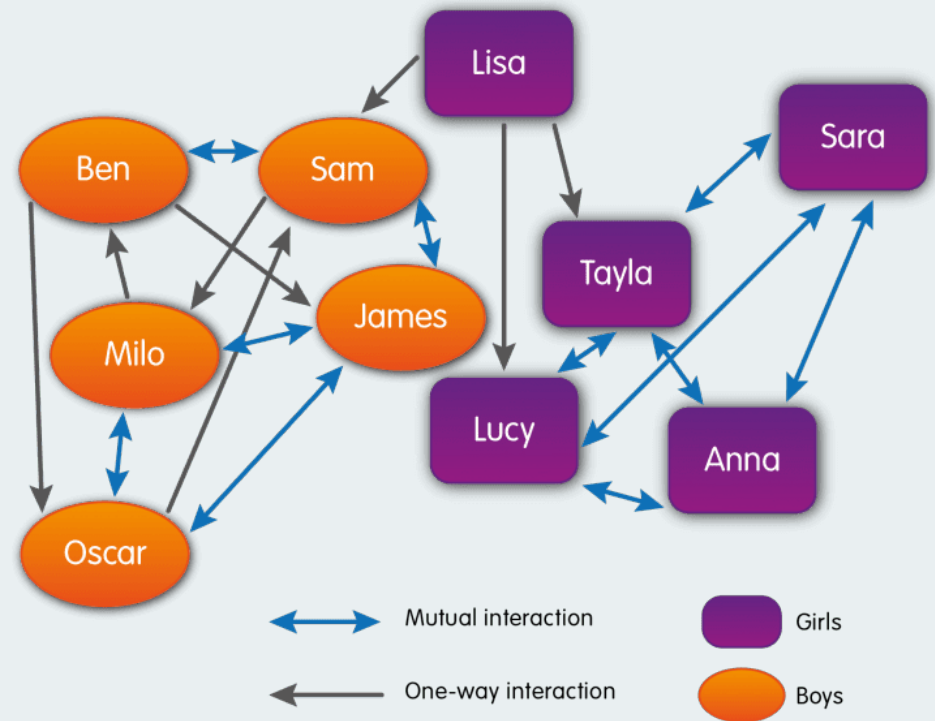 Lisa
Sara
Ben
Sam
Tayla
James
Milo
Lucy
Anna
Oscar
Mutual interaction
Girls
One-way interaction
Boys